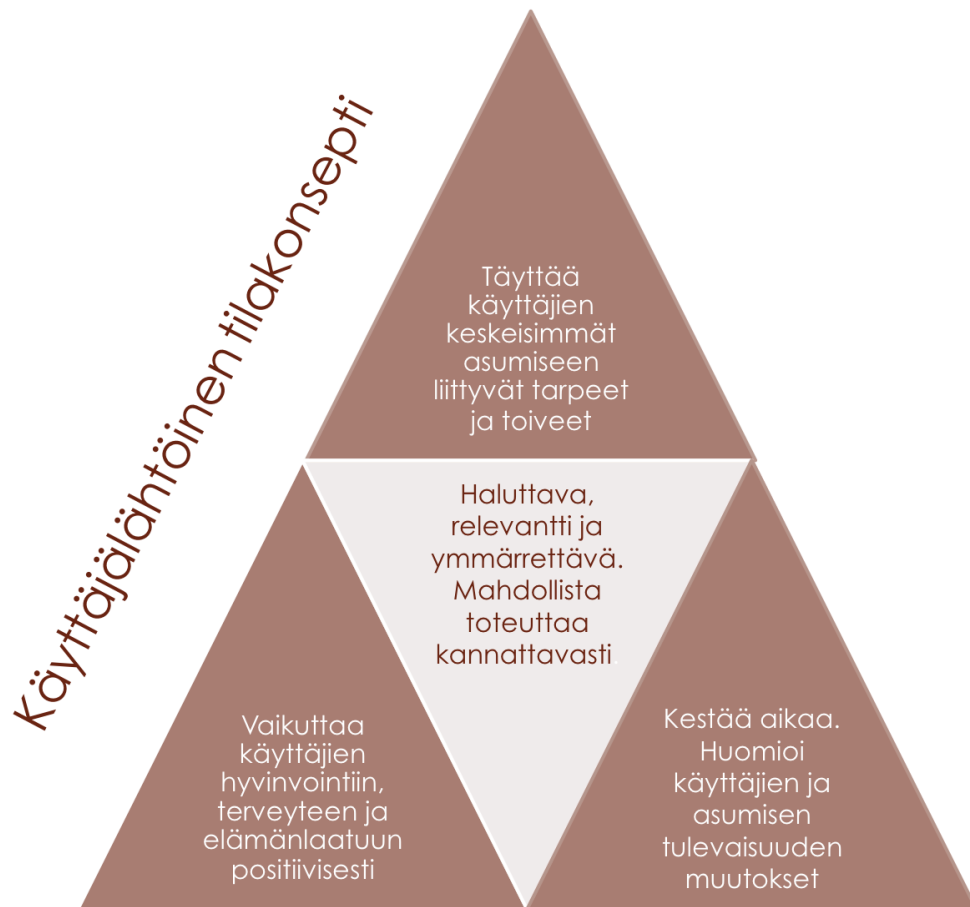 Käyttäjälähtöinen tilakonsepti
Täyttää
käyttäjien
keskeisimmät
asumiseen
liittyvät tarpeet
ja toiveet
Haluttava,
relevantti ja
ymmärrettävä.
Mahdollista
toteuttaa
kannattavasti
Vaikuttaa
käyttäjien
hyvinvointiin,
terveyteen ja
elämänlaatuun
positiivisesti
Kestää aikaa.
Huomioi
käyttäjien ja
asumisen
tulevaisuuden
muutokset